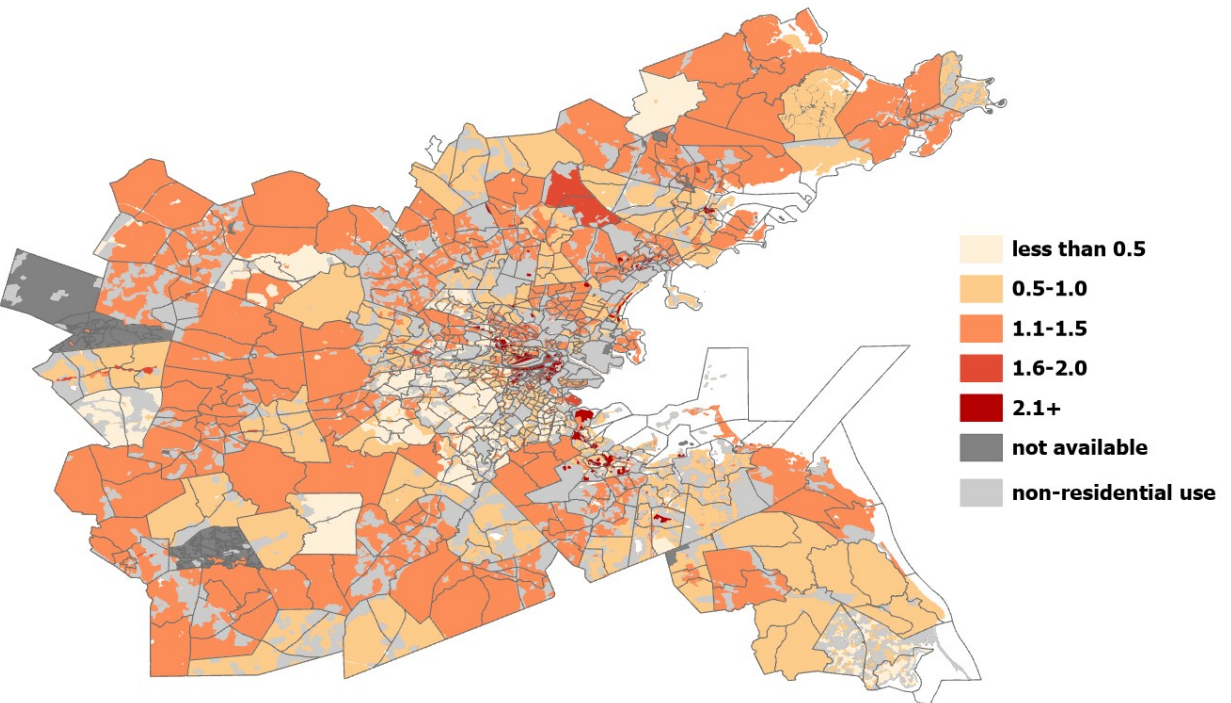 less than 0.5
0.5-1.0
1.1-1.5
1.6-2.0
2.1+
not available
non-residential use